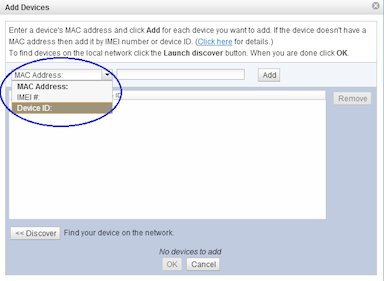 Add Devices
Enter a device's MAC address and click Add for each device you want to add. If the device doesn't have a
MAC address then add it by IMEI number or device ID. (Click here for details.)
To find devices on the local network click the Launch discover button. When you are done click OK.
MAC Address: Add
MAC Address:
IMEI #:
Device ID:
Remove
<< Discover Find your device on the network.
No devices to add
OK Cancel